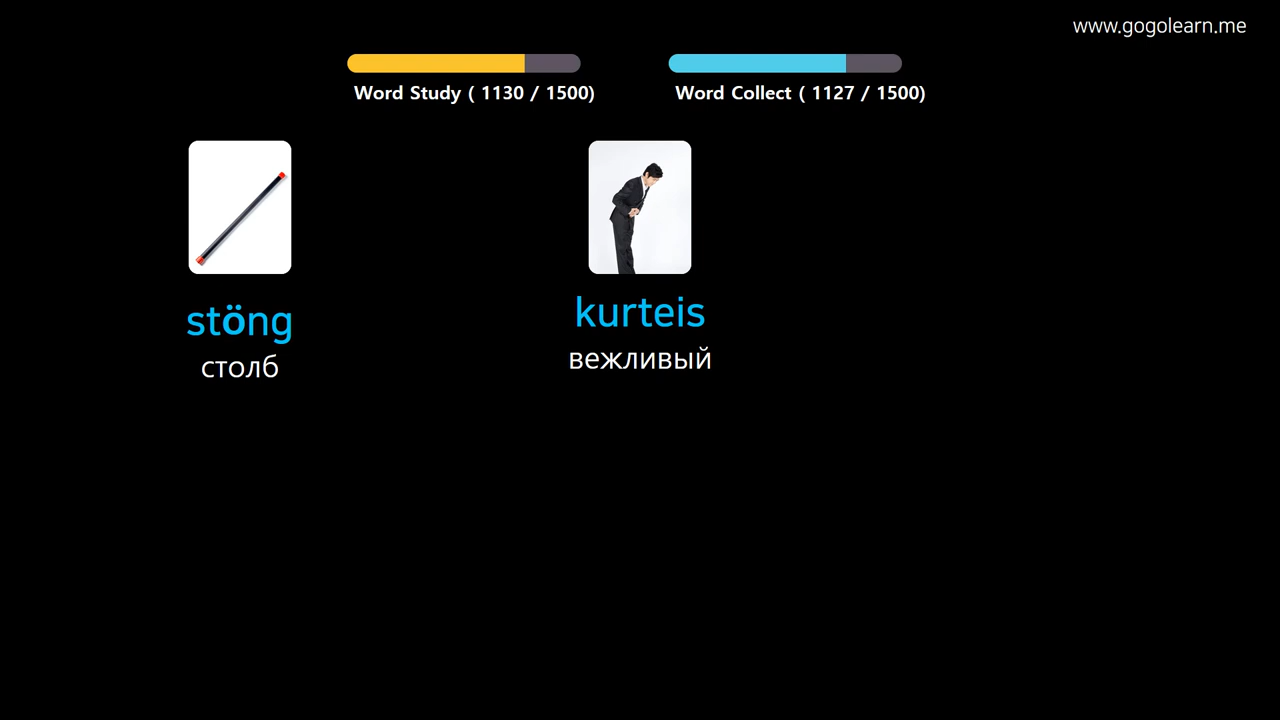 www.gogolearn.me
Word Study ( 1130 / 1500)
Word Collect ( 1127 / 1500)
stöng
столб
kurteis
вежливый